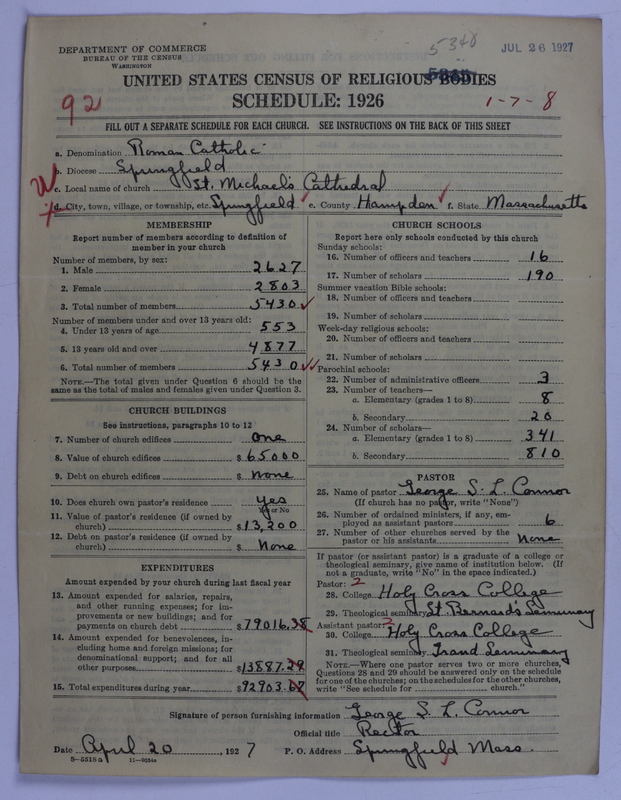 DEPARTMENT OF COMMERCE
BUREAU OF THE CENSUS
WASHINGTON
5340
JUL 26 1927
UNITED STATES CENSUS OF RELIGIOUS BODIES
SCHEDULE: 1926
92
1-7-8
FILL OUT A SEPARATE SCHEDULE FOR EACH CHURCH. SEE INSTRUCTIONS ON THE BACK OF THIS SHEET
a. Denomination Roman Catholic
b. Diocese Springfield
c. Local name of church St. Michael's Cathedral
d. City, town, village, or township, etc. Springfield e. County Hampden f. State Massachusetts
MEMBERSHIP
Report number of members according to definition of
member in your church
Number of members, by sex:
1. Male 2627
2. Female 2803
3. Total number of members 5430
Number of members under and over 13 years old:
4. Under 13 years of age 553
5. 13 years old and over 4877
6. Total number of members 5430
NOTE.—The total given under Question 6 should be the
same as the total of males and females given under Question 3.
CHURCH BUILDINGS
See instructions, paragraphs 10 to 12
7. Number of church edifices one
8. Value of church edifices $ 65000
9. Debt on church edifices $ None
10. Does church own pastor's residence yes
Yes or No
11. Value of pastor's residence (if owned by
church) $ 13,200
12. Debt on pastor's residence (if owned by
church) $ None
EXPENDITURES
Amount expended by your church during last fiscal year
13. Amount expended for salaries, repairs,
and other running expenses; for im-
provements or new buildings; and for
payments on church debt $ 79016.38
14. Amount expended for benevolences, in-
cluding home and foreign missions; for
denominational support; and for all
other purposes $ 13887.29
15. Total expenditures during year $ 92903.67
CHURCH SCHOOLS
Report here only schools conducted by this church
Sunday schools:
16. Number of officers and teachers 16
17. Number of scholars 190
Summer vacation Bible schools:
18. Number of officers and teachers
19. Number of scholars
Week-day religious schools:
20. Number of officers and teachers
21. Number of scholars
Parochial schools:
22. Number of administrative officers 3
23. Number of teachers—
a. Elementary (grades 1 to 8) 8
b. Secondary 20
24. Number of scholars—
a. Elementary (grades 1 to 8) 341
b. Secondary 810
PASTOR
25. Name of pastor George S. L. Connor
(If church has no pastor, write "None")
26. Number of ordained ministers, if any, em-
ployed as assistant pastors 6
27. Number of other churches served by the
pastor or his assistants None
If pastor (or assistant pastor) is a graduate of a college or
theological seminary, give name of institution below. (If
not a graduate, write "No" in the space indicated.)
Pastor: 2
28. College Holy Cross College
29. Theological seminary St. Bernard's Seminary
Assistant pastor: 2
30. College Holy Cross College
31. Theological seminary Grand Seminary
NOTE.—Where one pastor serves two or more churches,
Questions 28 and 29 should be answered only on the schedule
for one of the churches; on the schedules for the other churches,
write "See schedule for church."
Signature of person furnishing information George S. L. Connor
Official title Rector
Date April 20, 1927 P. O. Address Springfield Mass.
8-5518a 11-9554a